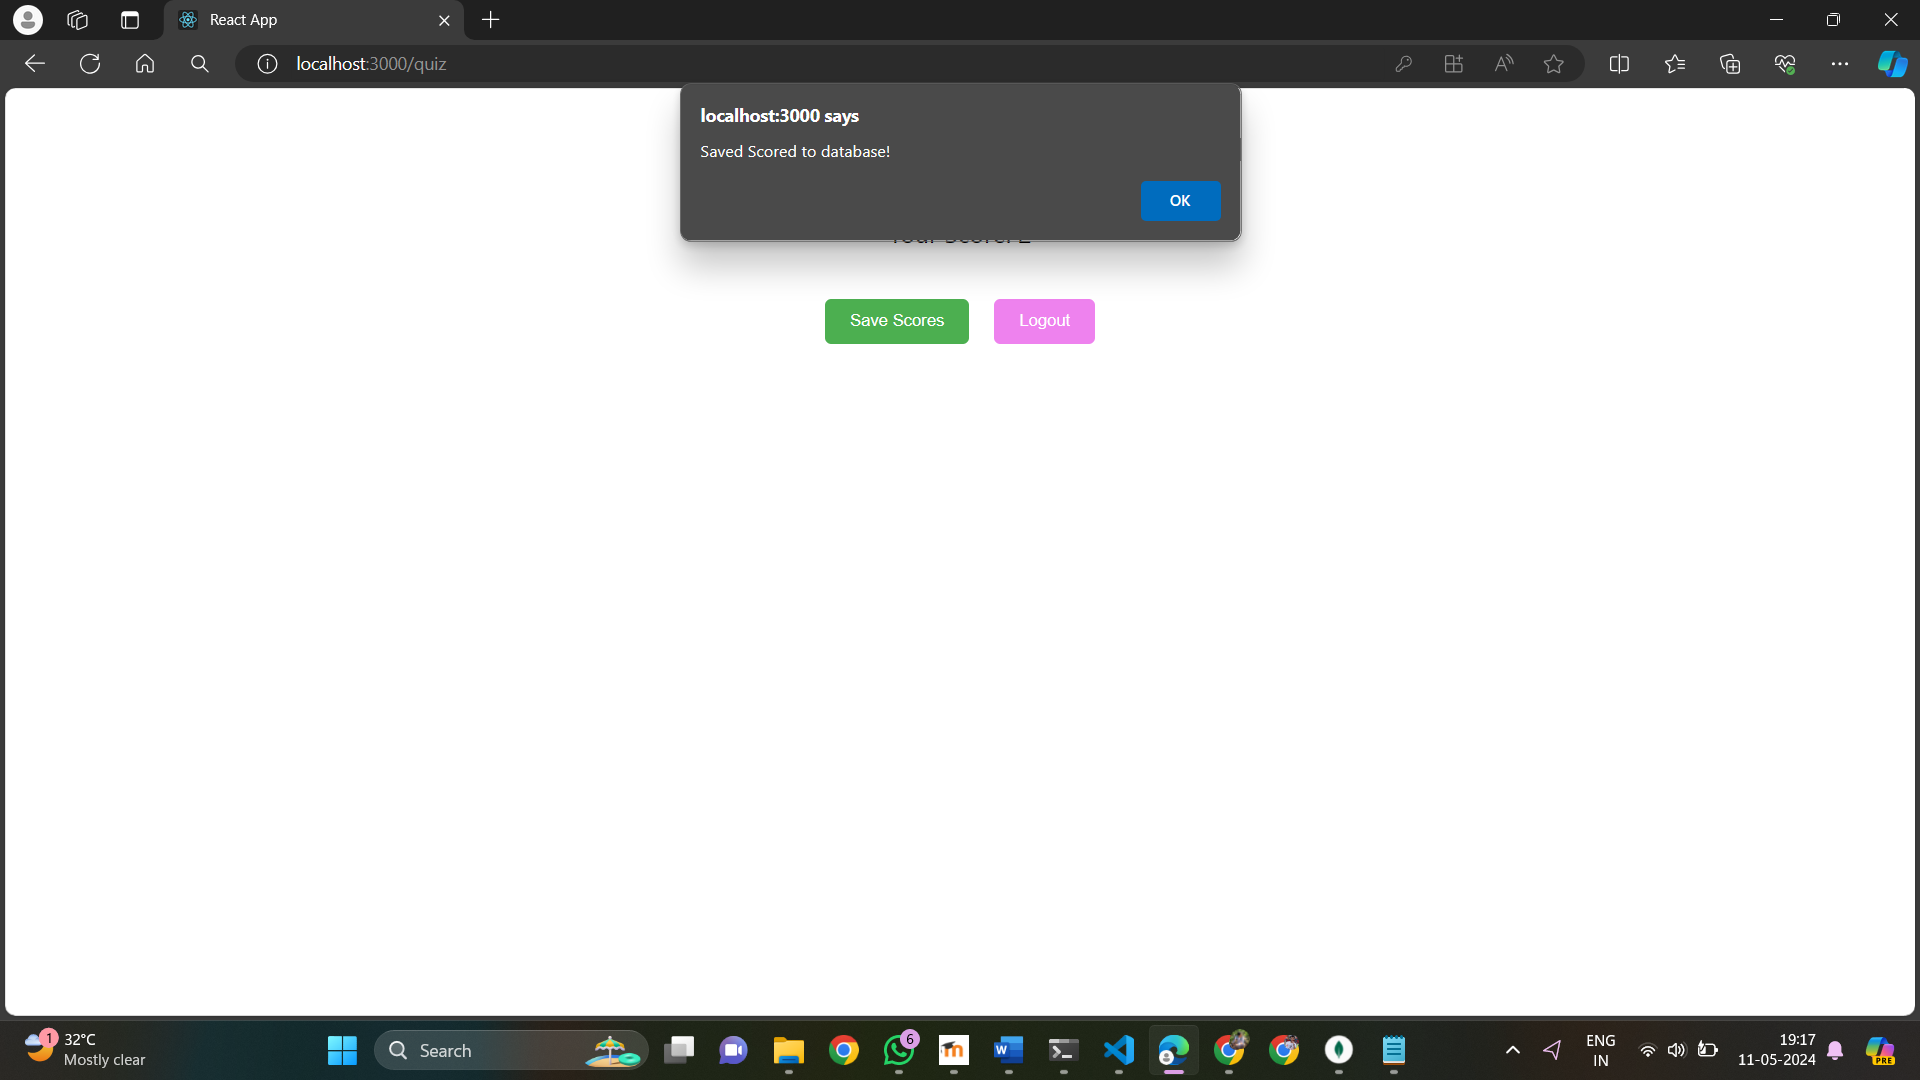 React App
localhost:3000/quiz
localhost:3000 says
Saved Scored to database!
OK
Save Scores
Logout
1
32°C
Mostly clear
Search
6
ENG
IN
19:17
11-05-2024
PRE